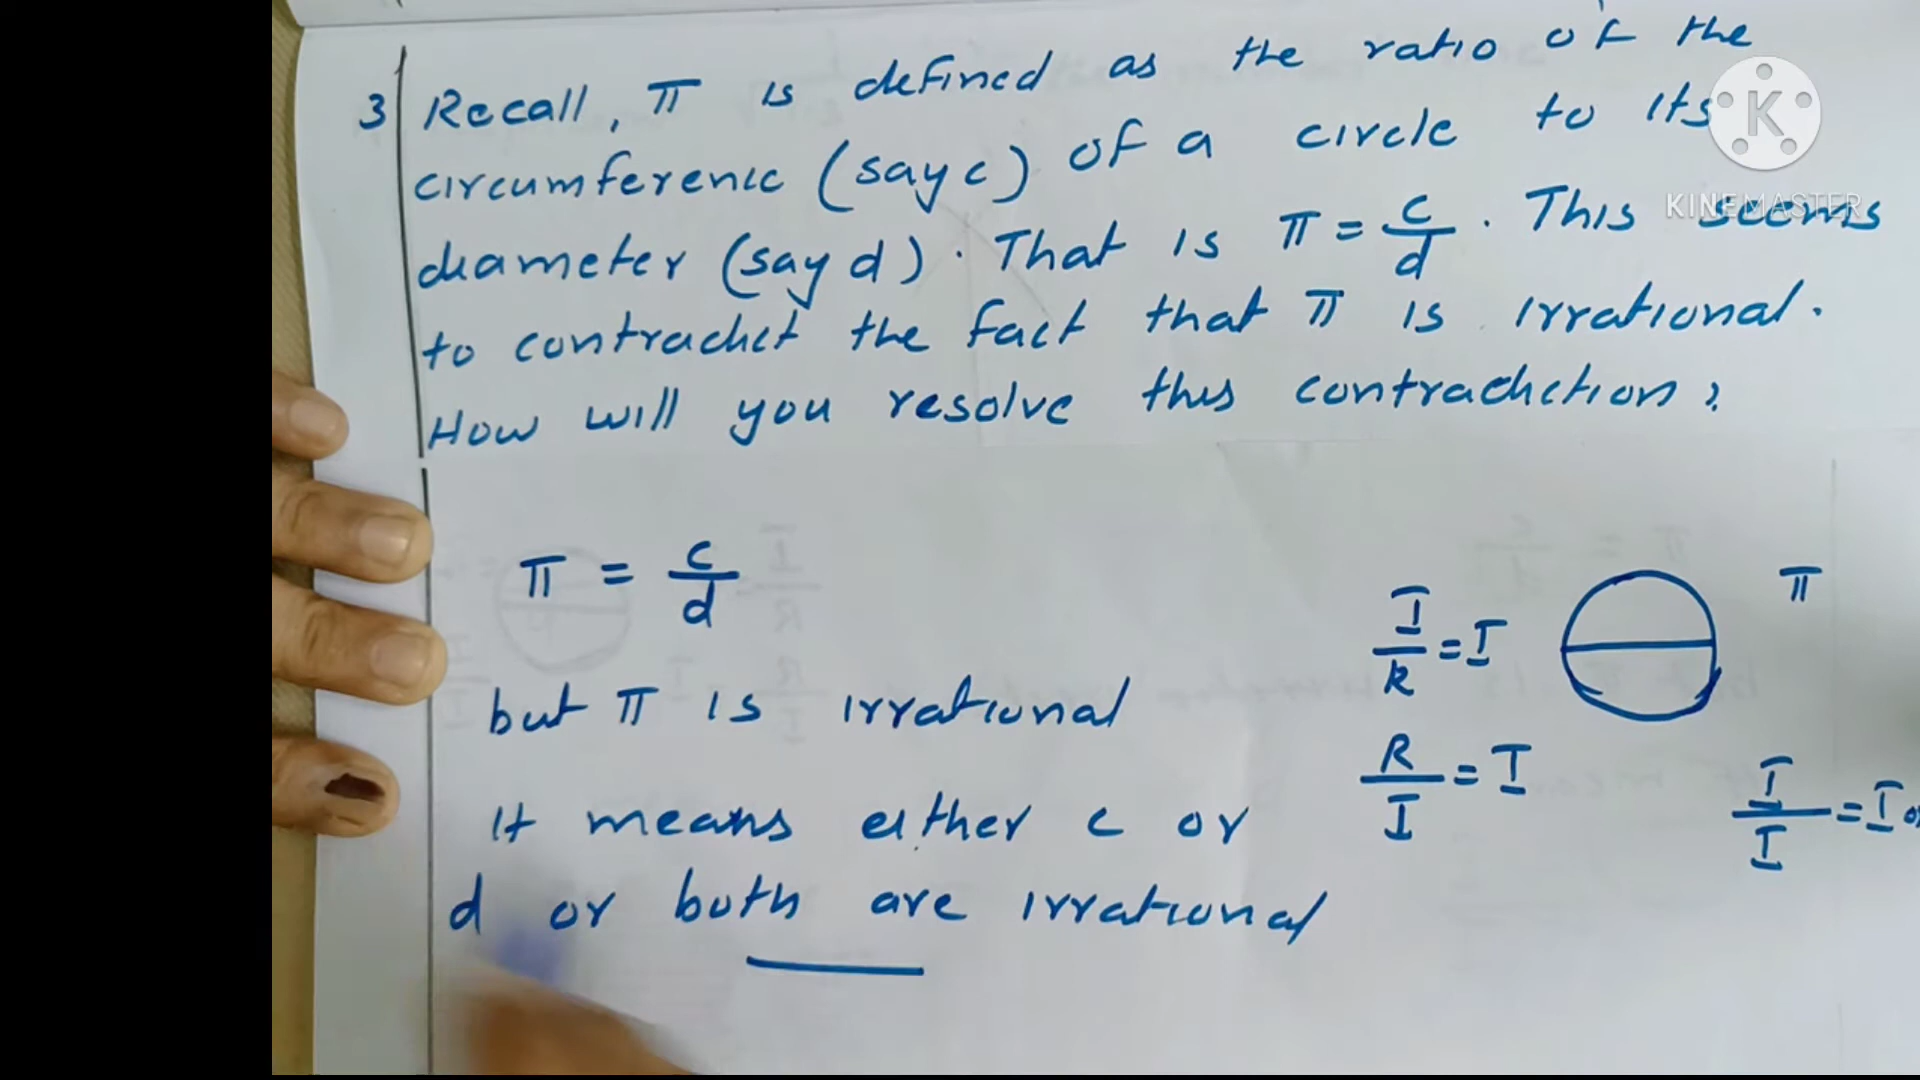 3 Recall, π is defined as the ratio of the
circumferenc (say c) of a circle to its
diameter (say d). That is π = c/d. This seems
to contradict the fact that π is irrational.
How will you resolve this contradiction?
π = c/d
but π is irrational
It means either c or
d or both are irrational
I/R = I
π
R/I = I
I/I = I or
K
KINEMASTER